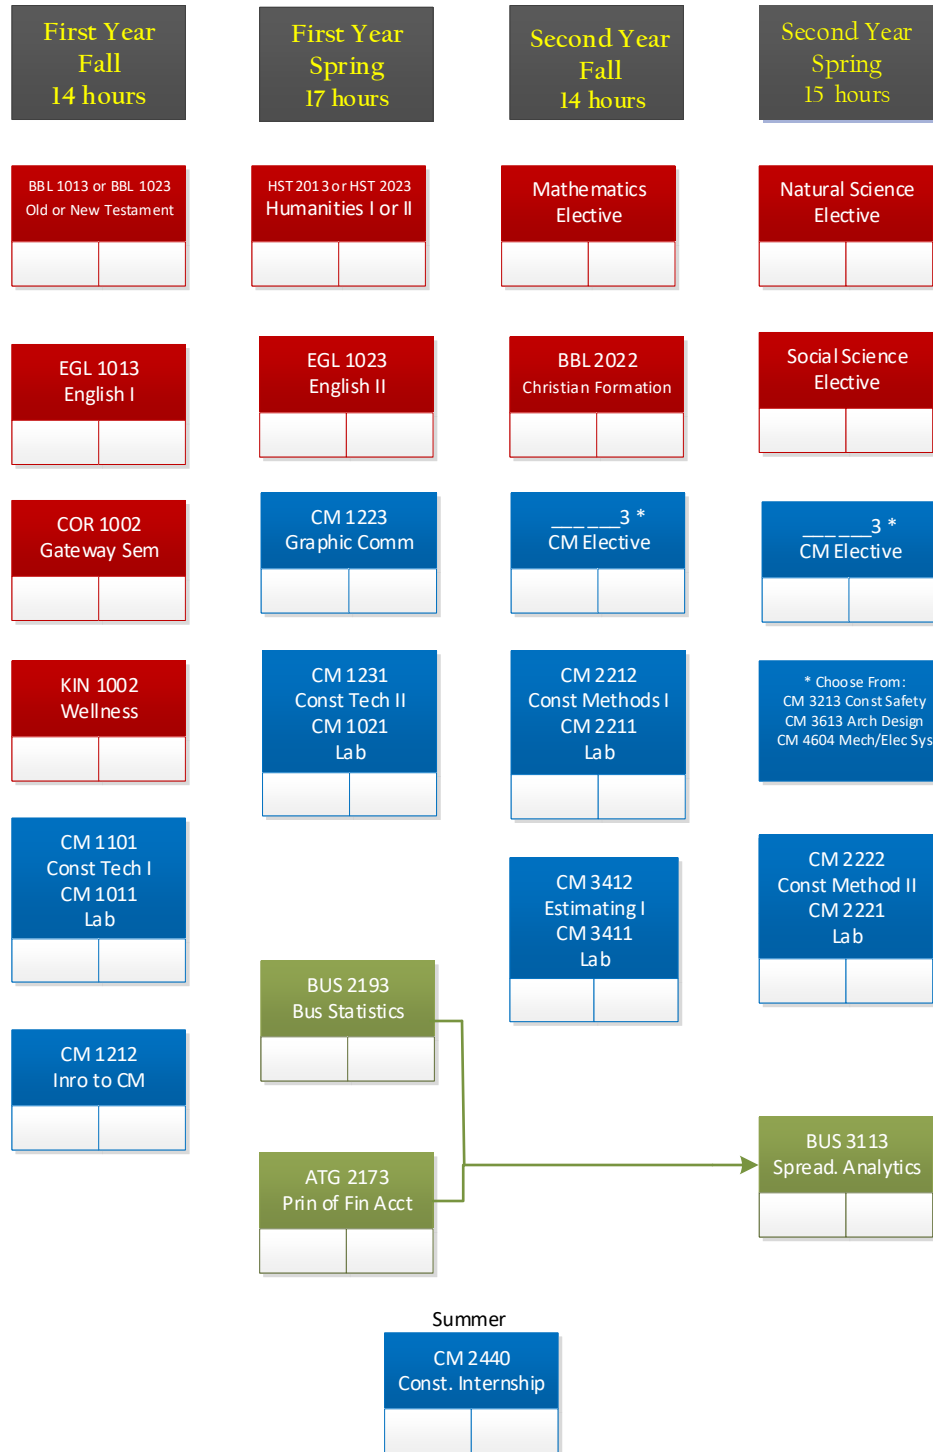 First Year
Fall
14 hours
First Year
Spring
17 hours
Second Year
Fall
14 hours
Second Year
Spring
15 hours
BBL 1013 or BBL 1023
Old or New Testament
HST 2013 or HST 2023
Humanities I or II
Mathematics
Elective
Natural Science
Elective
EGL 1013
English I
EGL 1023
English II
BBL 2022
Christian Formation
Social Science
Elective
COR 1002
Gateway Sem
CM 1223
Graphic Comm
___ ___3 *
CM Elective
___ ___3 *
CM Elective
KIN 1002
Wellness
CM 1231
Const Tech II
CM 1021
Lab
CM 2212
Const Methods I
CM 2211
Lab
* Choose From:
CM 3213 Const Safety
CM 3613 Arch Design
CM 4604 Mech/Elec Sys
CM 1101
Const Tech I
CM 1011
Lab
CM 3412
Estimating I
CM 3411
Lab
CM 2222
Const Method II
CM 2221
Lab
BUS 2193
Bus Statistics
CM 1212
Inro to CM
BUS 3113
Spread. Analytics
ATG 2173
Prin of Fin Acct
Summer
CM 2440
Const. Internship